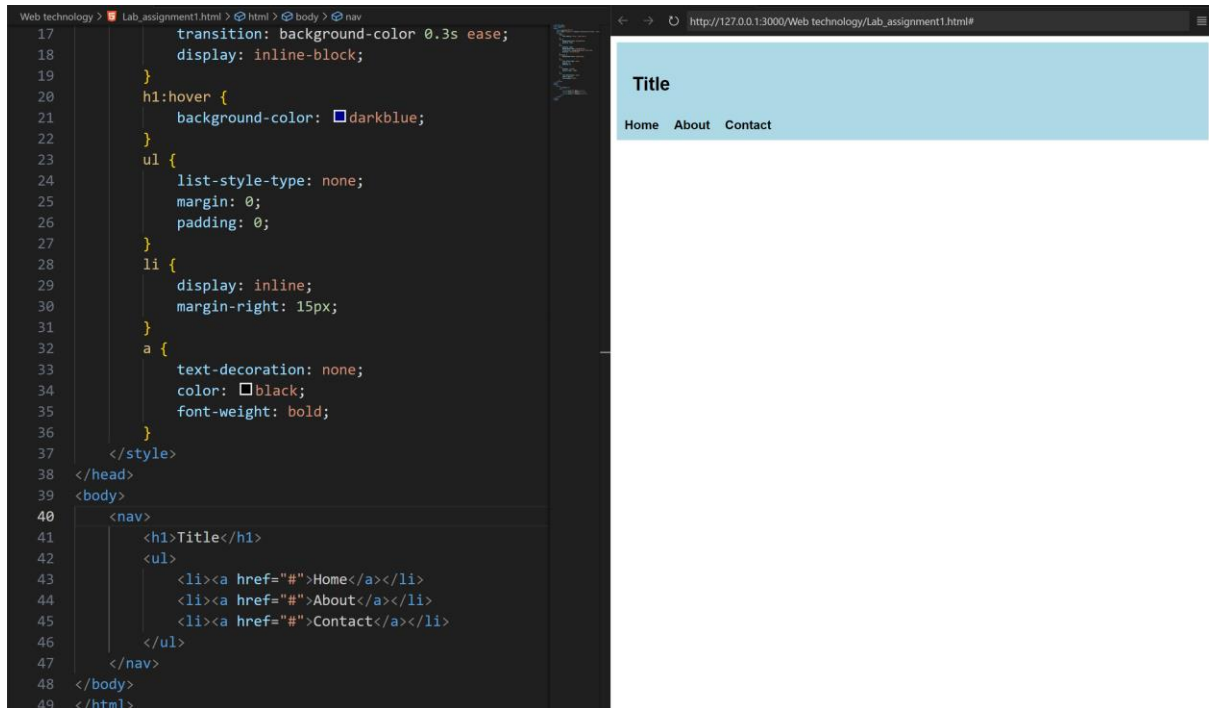 Web technology > Lab_assignment1.html > html > body > nav
17 transition: background-color 0.3s ease;
18 display: inline-block;
19 }
20 h1:hover {
21 background-color: darkblue;
22 }
23 ul {
24 list-style-type: none;
25 margin: 0;
26 padding: 0;
27 }
28 li {
29 display: inline;
30 margin-right: 15px;
31 }
32 a {
33 text-decoration: none;
34 color: black;
35 font-weight: bold;
36 }
37 </style>
38 </head>
39 <body>
40 <nav>
41 <h1>Title</h1>
42 <ul>
43 <li><a href="#">Home</a></li>
44 <li><a href="#">About</a></li>
45 <li><a href="#">Contact</a></li>
46 </ul>
47 </nav>
48 </body>
49 </html>
http://127.0.0.1:3000/Web technology/Lab_assignment1.html#
Title
Home About Contact